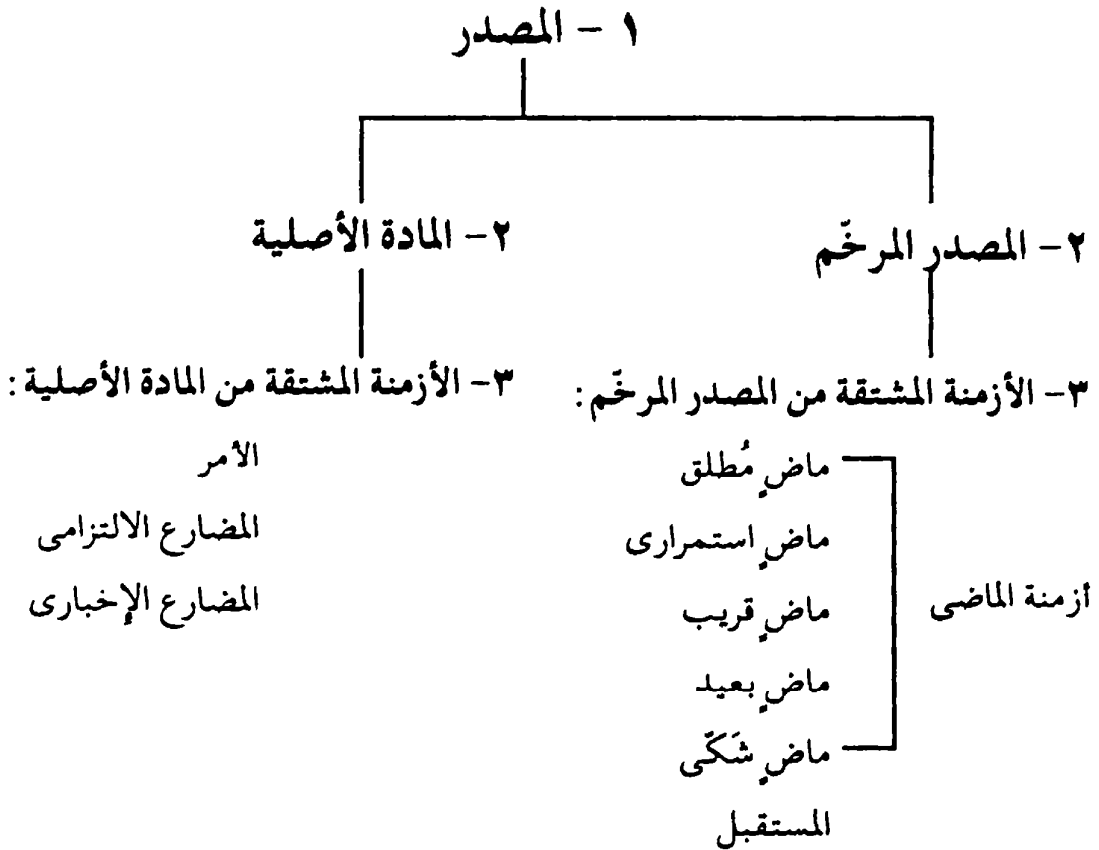 ١ - المصدر
٢- المصدر المرخّم
٢- المادة الأصلية
٣- الأزمنة المشتقة من المصدر المرخّم :
ماضٍ مُطلق
ماضٍ استمرارى
ماضٍ قريب
ماضٍ بعيد
ماضٍ شَكّى
أزمنة الماضى
المستقبل
٣- الأزمنة المشتقة من المادة الأصلية :
الأمر
المضارع الالتزامى
المضارع الإخبارى